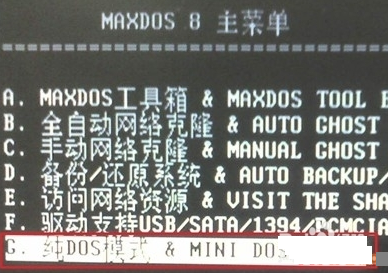 MAXDOS 8 主菜单
A. MAXDOS工具箱 & MAXDOS TOOL
B. 全自动网络克隆 & AUTO GHOST
C. 手动网络克隆 & MANUAL GHOST
D. 备份/还原系统 & AUTO BACKUP/
E. 访问网络资源 & VISIT THE SHA
F. 驱动支持USB/SATA/1394/PCMCIA
G. 纯DOS模式 & MINI DOS